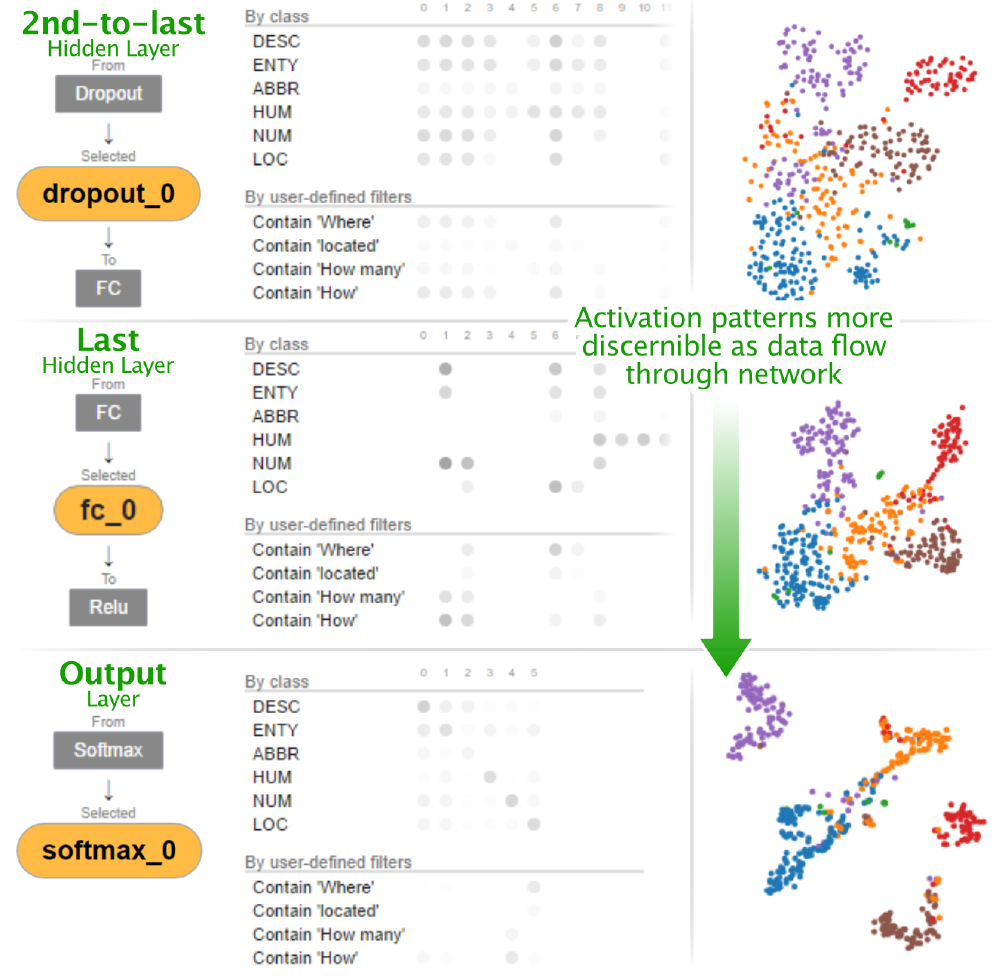 2nd-to-last
Hidden Layer
From
Dropout
Selected
dropout_0
To
FC
By class
0 1 2 3 4 5 6 7 8 9 10 11
DESC
ENTY
ABBR
HUM
NUM
LOC
By user-defined filters
Contain 'Where'
Contain 'located'
Contain 'How many'
Contain 'How'
Activation patterns more
discernible as data flow
through network
Last
Hidden Layer
From
FC
Selected
fc_0
To
Relu
By class
0 1 2 3 4 5 6
DESC
ENTY
ABBR
HUM
NUM
LOC
By user-defined filters
Contain 'Where'
Contain 'located'
Contain 'How many'
Contain 'How'
Output
Layer
From
Softmax
Selected
softmax_0
By class
0 1 2 3 4 5
DESC
ENTY
ABBR
HUM
NUM
LOC
By user-defined filters
Contain 'Where'
Contain 'located'
Contain 'How many'
Contain 'How'